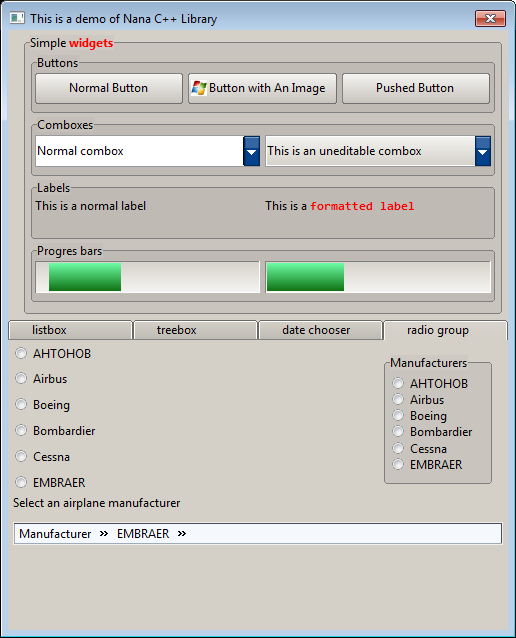 This is a demo of Nana C++ Library
Simple widgets
Buttons
Normal Button
Button with An Image
Pushed Button
Comboxes
Normal combox
This is an uneditable combox
Labels
This is a normal label
This is a formatted label
Progres bars
listbox
treebox
date chooser
radio group
AHTOHOB
Airbus
Boeing
Bombardier
Cessna
EMBRAER
Manufacturers
AHTOHOB
Airbus
Boeing
Bombardier
Cessna
EMBRAER
Select an airplane manufacturer
Manufacturer » EMBRAER »